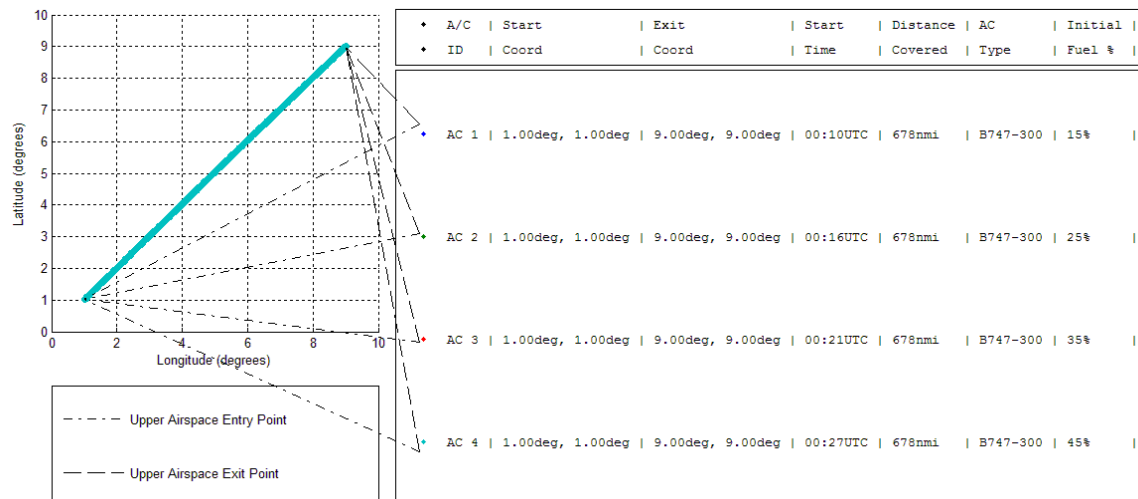 10
9
8
7
6
5
4
3
2
1
0
Latitude (degrees)
0 2 4 6 8 10
Longitude (degrees)
Upper Airspace Entry Point
Upper Airspace Exit Point
A/C | Start | Exit | Start | Distance | AC | Initial |
ID | Coord | Coord | Time | Covered | Type | Fuel % |
AC 1 | 1.00deg, 1.00deg | 9.00deg, 9.00deg | 00:10UTC | 678nmi | B747-300 | 15% |
AC 2 | 1.00deg, 1.00deg | 9.00deg, 9.00deg | 00:16UTC | 678nmi | B747-300 | 25% |
AC 3 | 1.00deg, 1.00deg | 9.00deg, 9.00deg | 00:21UTC | 678nmi | B747-300 | 35% |
AC 4 | 1.00deg, 1.00deg | 9.00deg, 9.00deg | 00:27UTC | 678nmi | B747-300 | 45% |